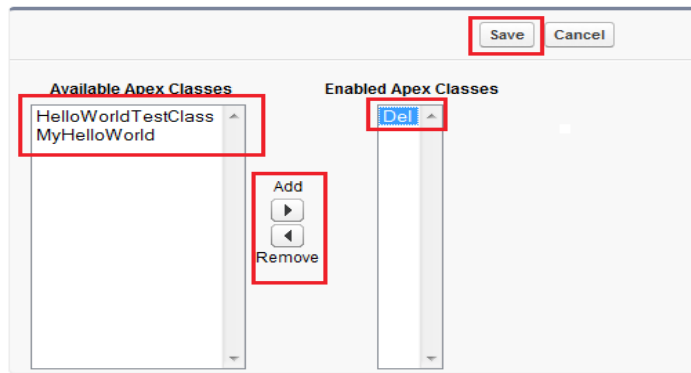 Save Cancel
Available Apex Classes
Enabled Apex Classes
HelloWorldTestClass
MyHelloWorld
Del
Add
Remove